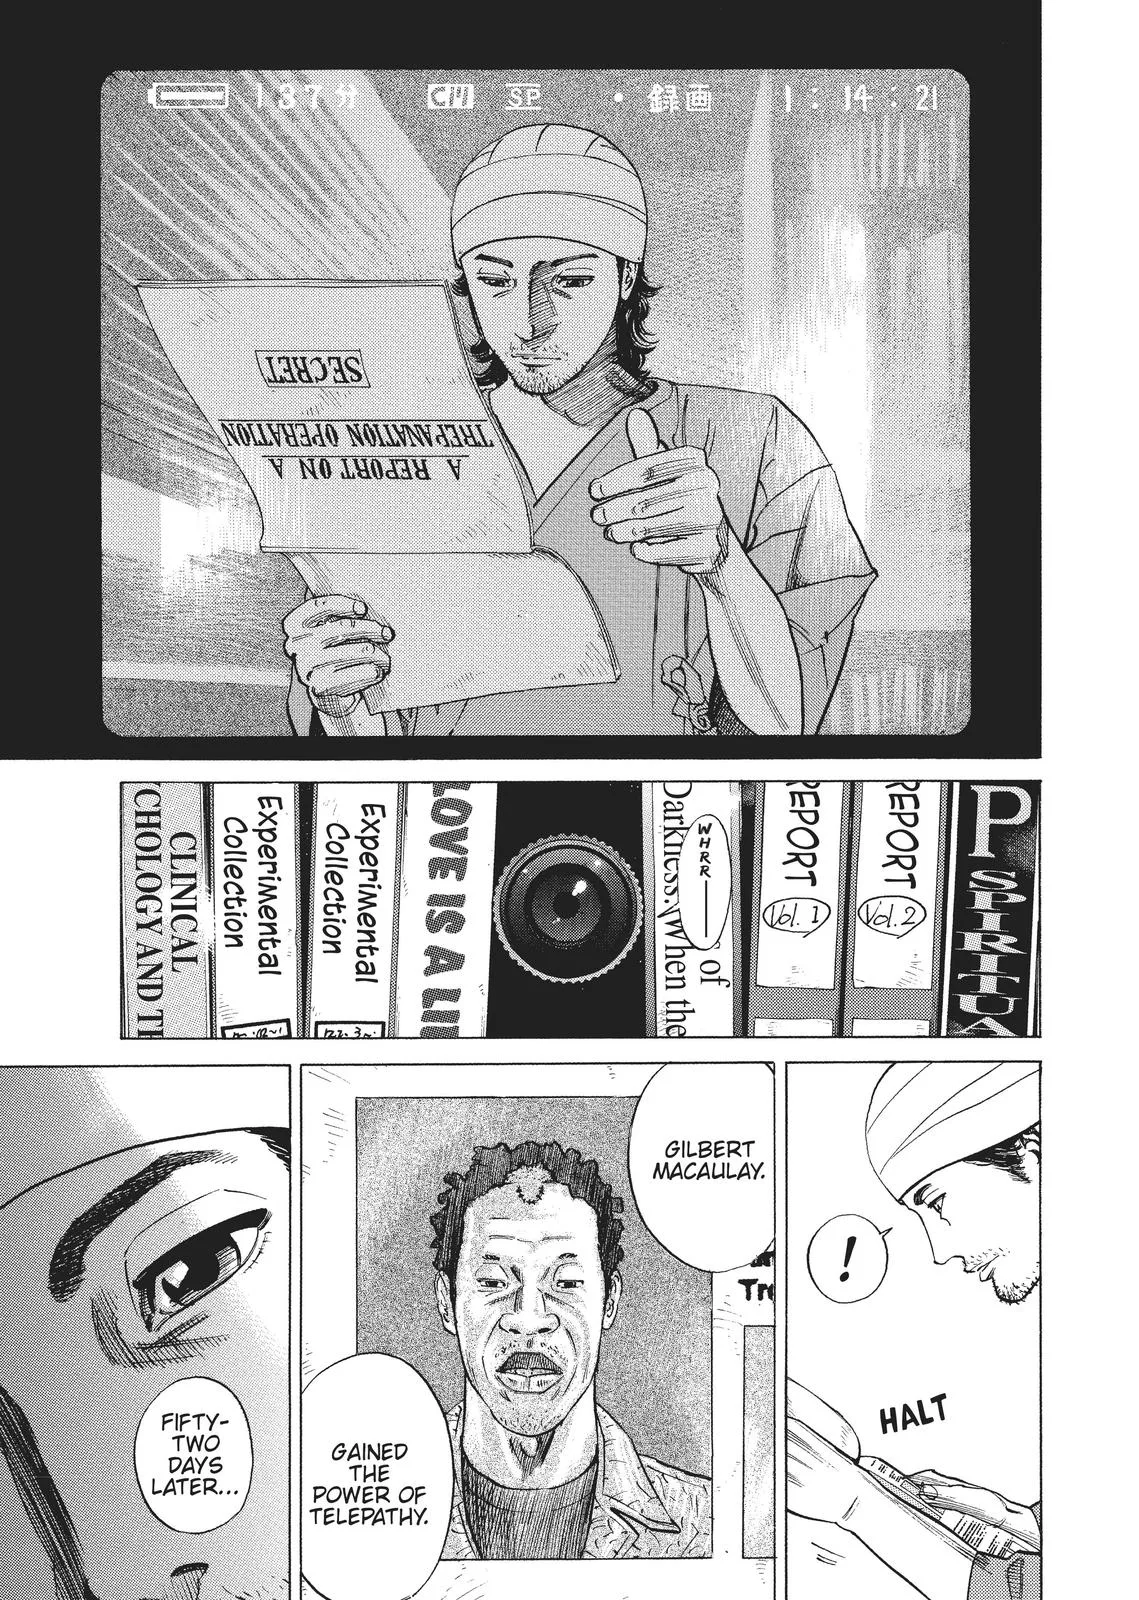 137分
SP
・録画
1:14:21
SECRET
A REPORT ON A
TREPANATION OPERATION
CLINICAL
CHOLOGY AND TH
Experimental
Collection
Experimental
Collection
LOVE IS A LI
Darkness. When the
of
WHRR
REPORT
Vol. 1
REPORT
Vol. 2
PSPIRITUA
!
HALT
GILBERT
MACAULAY.
Tr
GAINED
THE
POWER OF
TELEPATHY.
FIFTY-
TWO
DAYS
LATER...